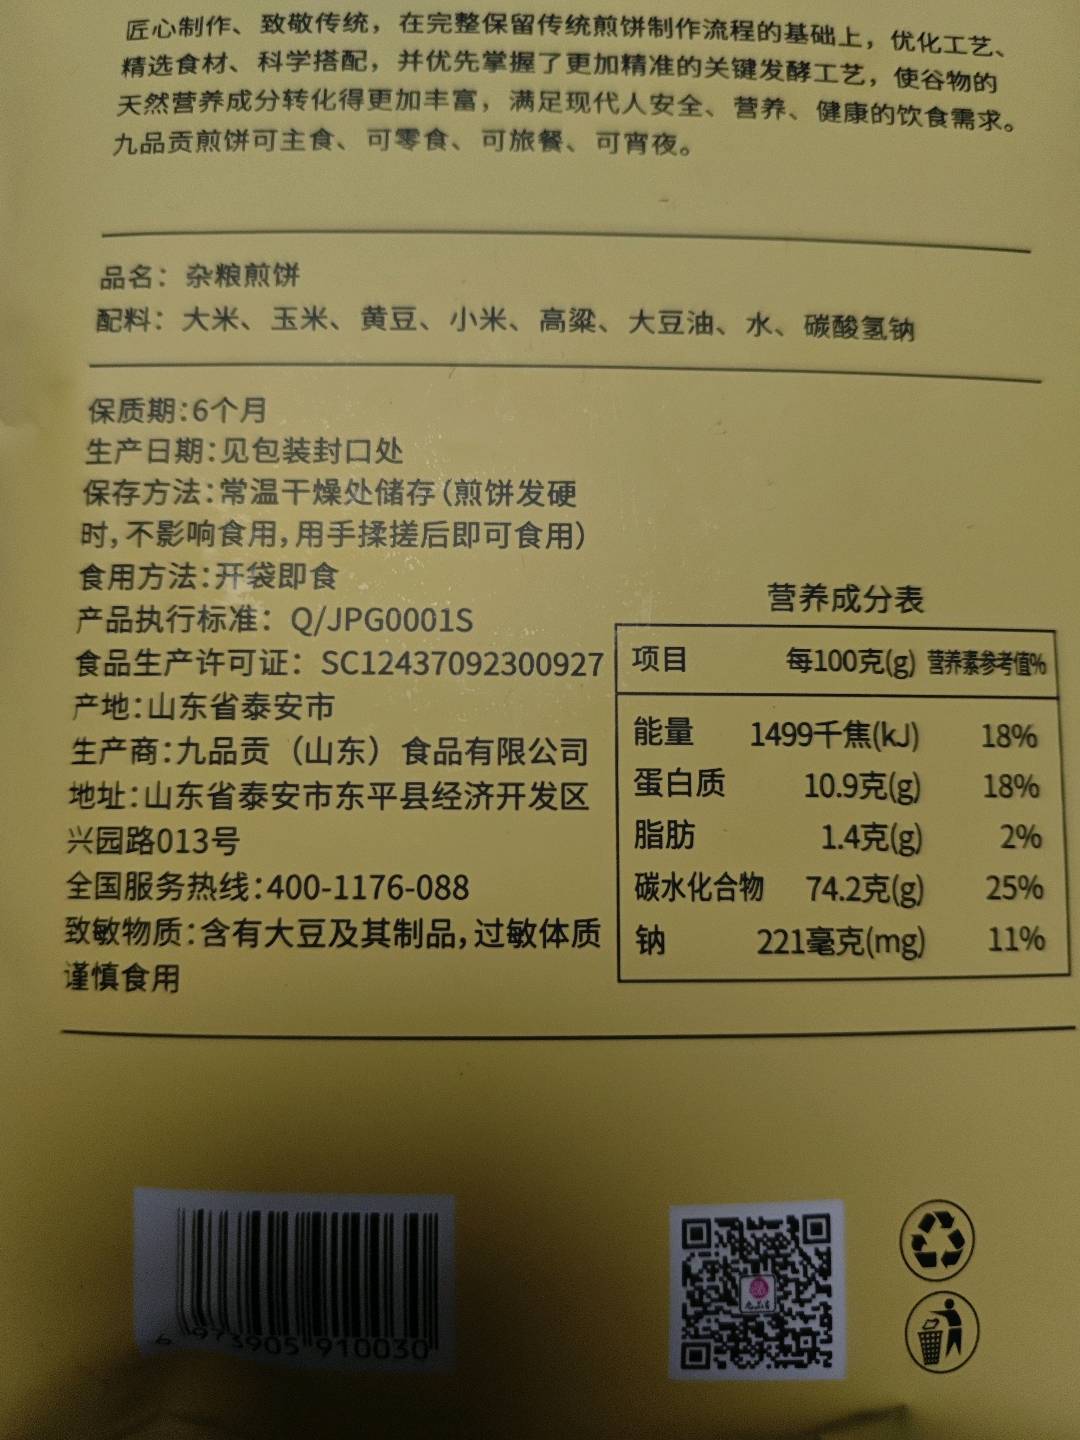 匠心制作、致敬传统，在完整保留传统煎饼制作流程的基础上，优化工艺、
精选食材、科学搭配，并优先掌握了更加精准的关键发酵工艺，使谷物的
天然营养成分转化得更加丰富，满足现代人安全、营养、健康的饮食需求。
九品贡煎饼可主食、可零食、可旅餐、可宵夜。
品名：杂粮煎饼
配料：大米、玉米、黄豆、小米、高粱、大豆油、水、碳酸氢钠
保质期:6个月
生产日期:见包装封口处
保存方法:常温干燥处储存(煎饼发硬
时,不影响食用,用手揉搓后即可食用)
食用方法:开袋即食
产品执行标准：Q/JPG0001S
食品生产许可证：SC12437092300927
产地:山东省泰安市
生产商:九品贡（山东）食品有限公司
地址:山东省泰安市东平县经济开发区
兴园路013号
全国服务热线:400-1176-088
致敏物质:含有大豆及其制品,过敏体质
谨慎食用
营养成分表
项目 每100克(g) 营养素参考值%
能量 1499千焦(kJ) 18%
蛋白质 10.9克(g) 18%
脂肪 1.4克(g) 2%
碳水化合物 74.2克(g) 25%
钠 221毫克(mg) 11%
6 973905 910030